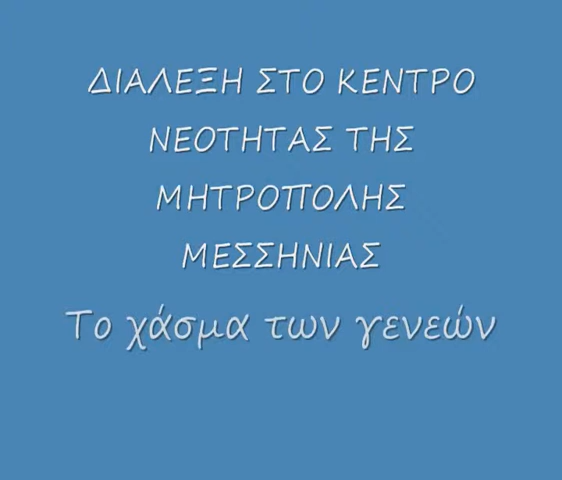 ΔΙΑΛΕΞΗ ΣΤΟ ΚΕΝΤΡΟ
ΝΕΟΤΗΤΑΣ ΤΗΣ
ΜΗΤΡΟΠΟΛΗΣ
ΜΕΣΣΗΝΙΑΣ
Το χάσμα των γενεών